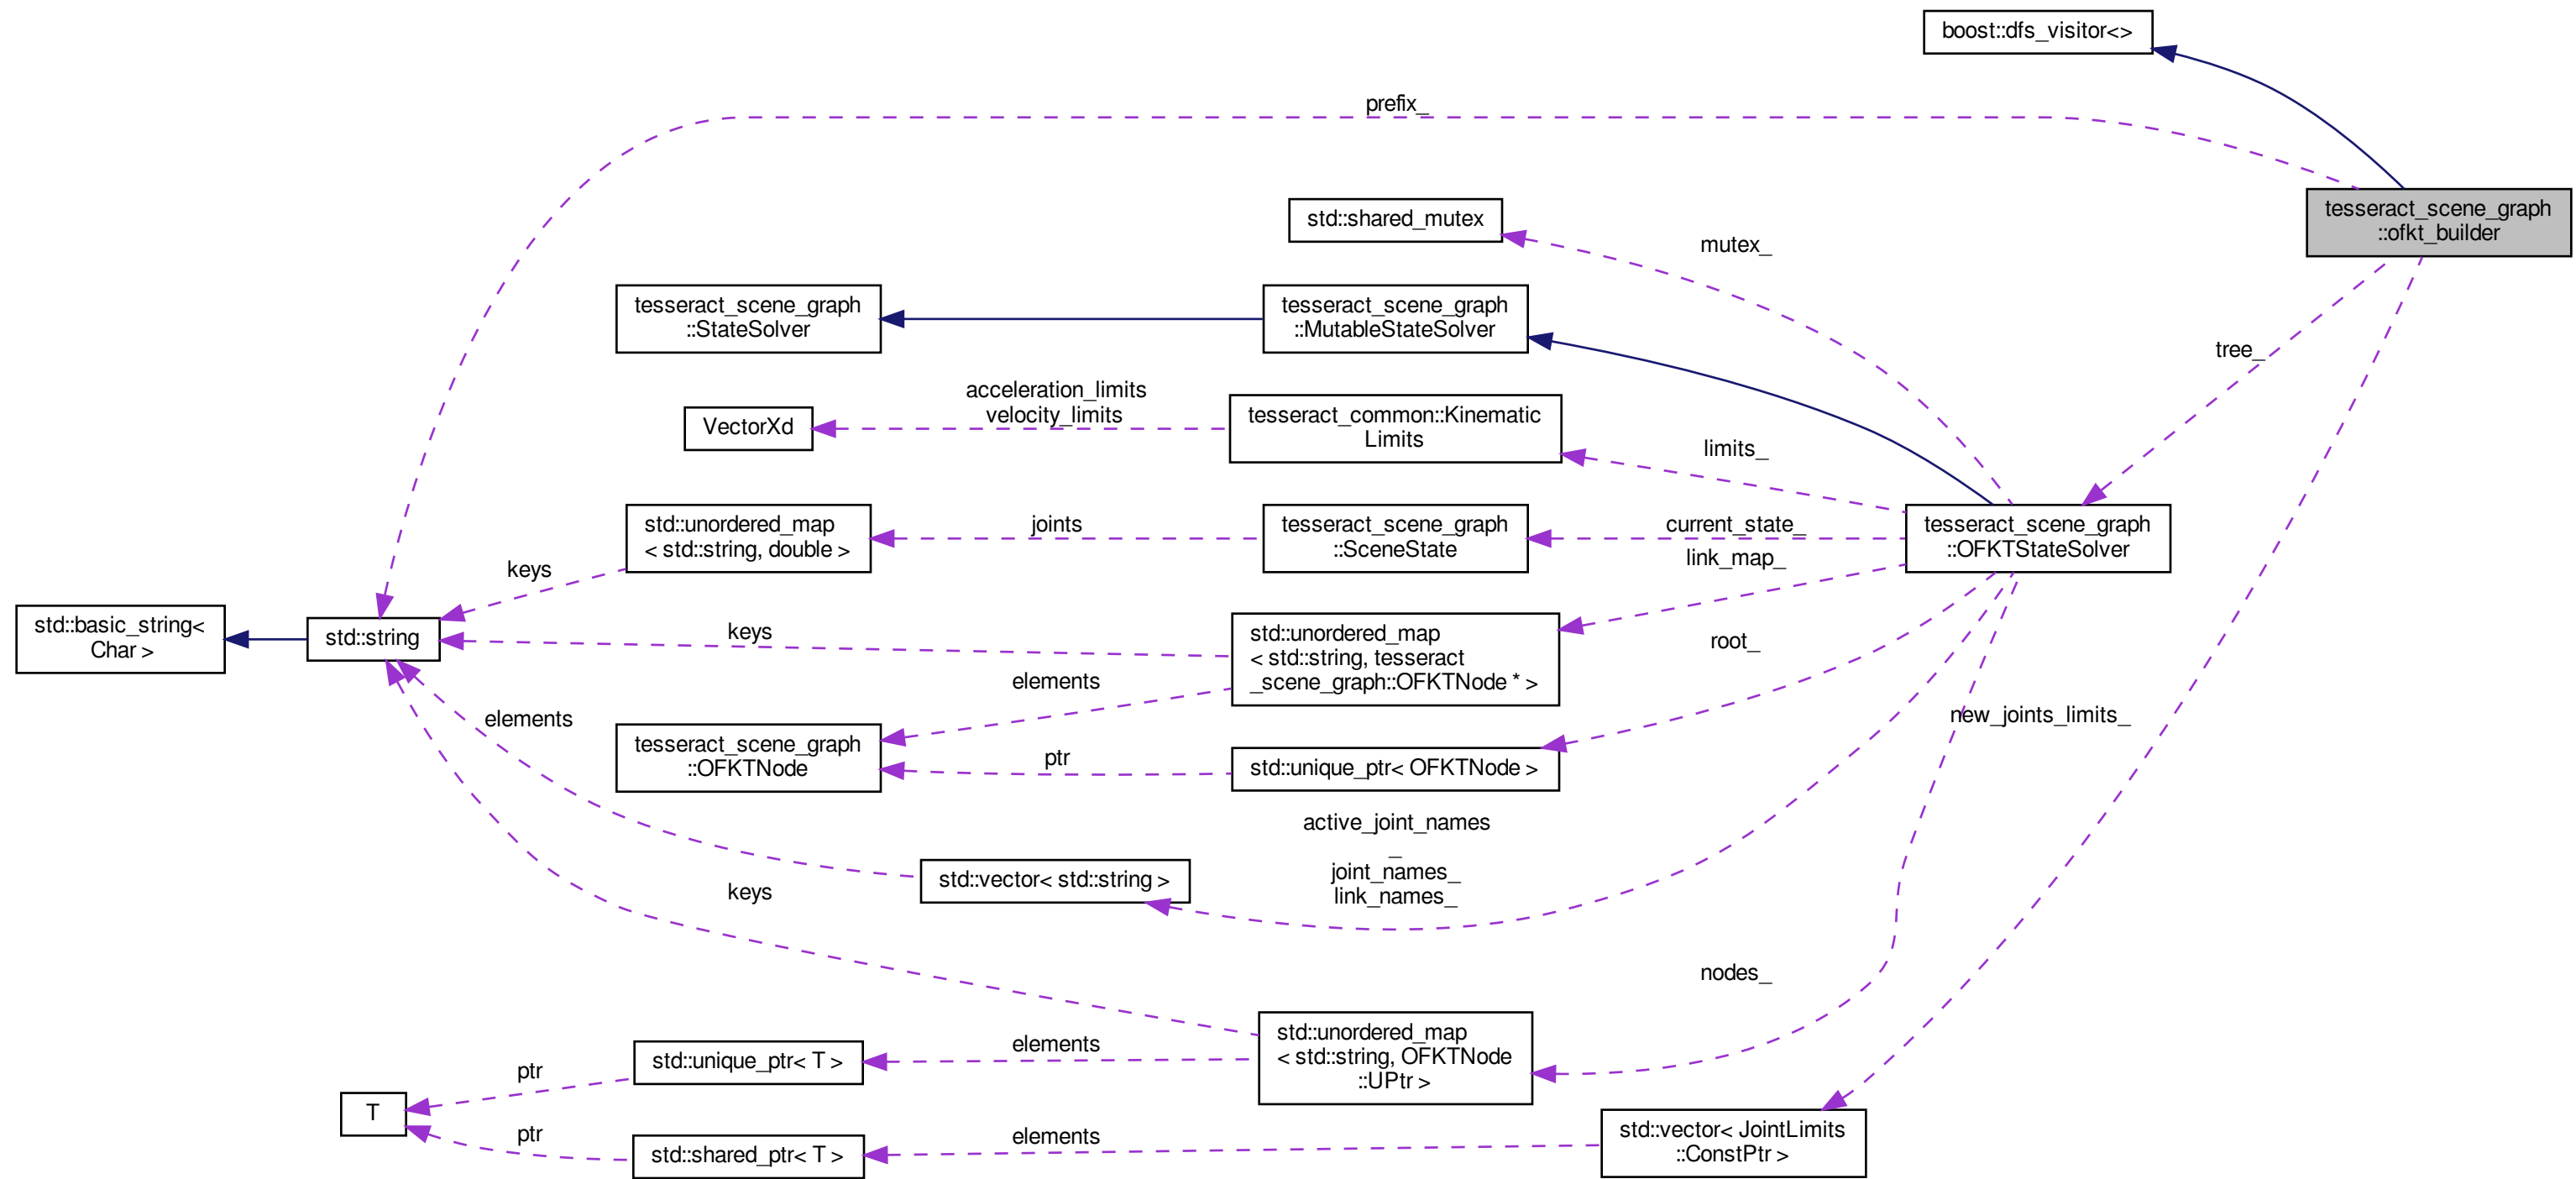 boost::dfs_visitor<>
prefix_
tesseract_scene_graph
::ofkt_builder
std::shared_mutex
mutex_
tesseract_scene_graph
::StateSolver
tesseract_scene_graph
::MutableStateSolver
tree_
acceleration_limits
velocity_limits
VectorXd
tesseract_common::Kinematic
Limits
limits_
std::unordered_map
< std::string, double >
joints
tesseract_scene_graph
::SceneState
current_state_
link_map_
tesseract_scene_graph
::OFKTStateSolver
keys
std::basic_string<
Char >
std::string
keys
std::unordered_map
< std::string, tesseract
_scene_graph::OFKTNode * >
root_
elements
elements
new_joints_limits_
tesseract_scene_graph
::OFKTNode
ptr
std::unique_ptr< OFKTNode >
active_joint_names
_
joint_names_
link_names_
keys
std::vector< std::string >
nodes_
std::unique_ptr< T >
elements
std::unordered_map
< std::string, OFKTNode
::UPtr >
ptr
T
ptr
std::shared_ptr< T >
elements
std::vector< JointLimits
::ConstPtr >